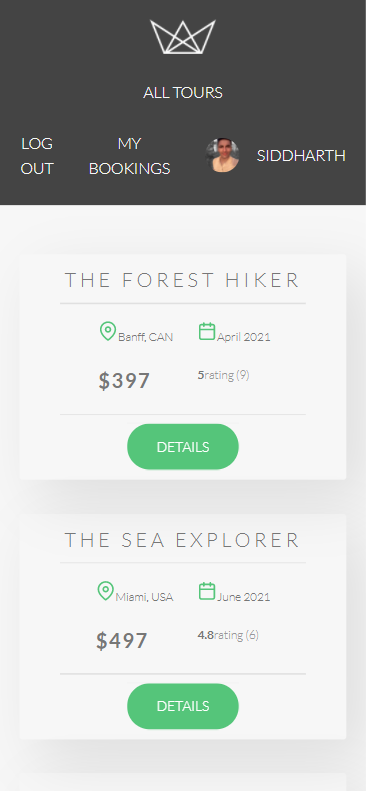 ALL TOURS
LOG OUT
MY BOOKINGS
SIDDHARTH
THE FOREST HIKER
Banff, CAN
April 2021
$397
5rating (9)
DETAILS
THE SEA EXPLORER
Miami, USA
June 2021
$497
4.8rating (6)
DETAILS